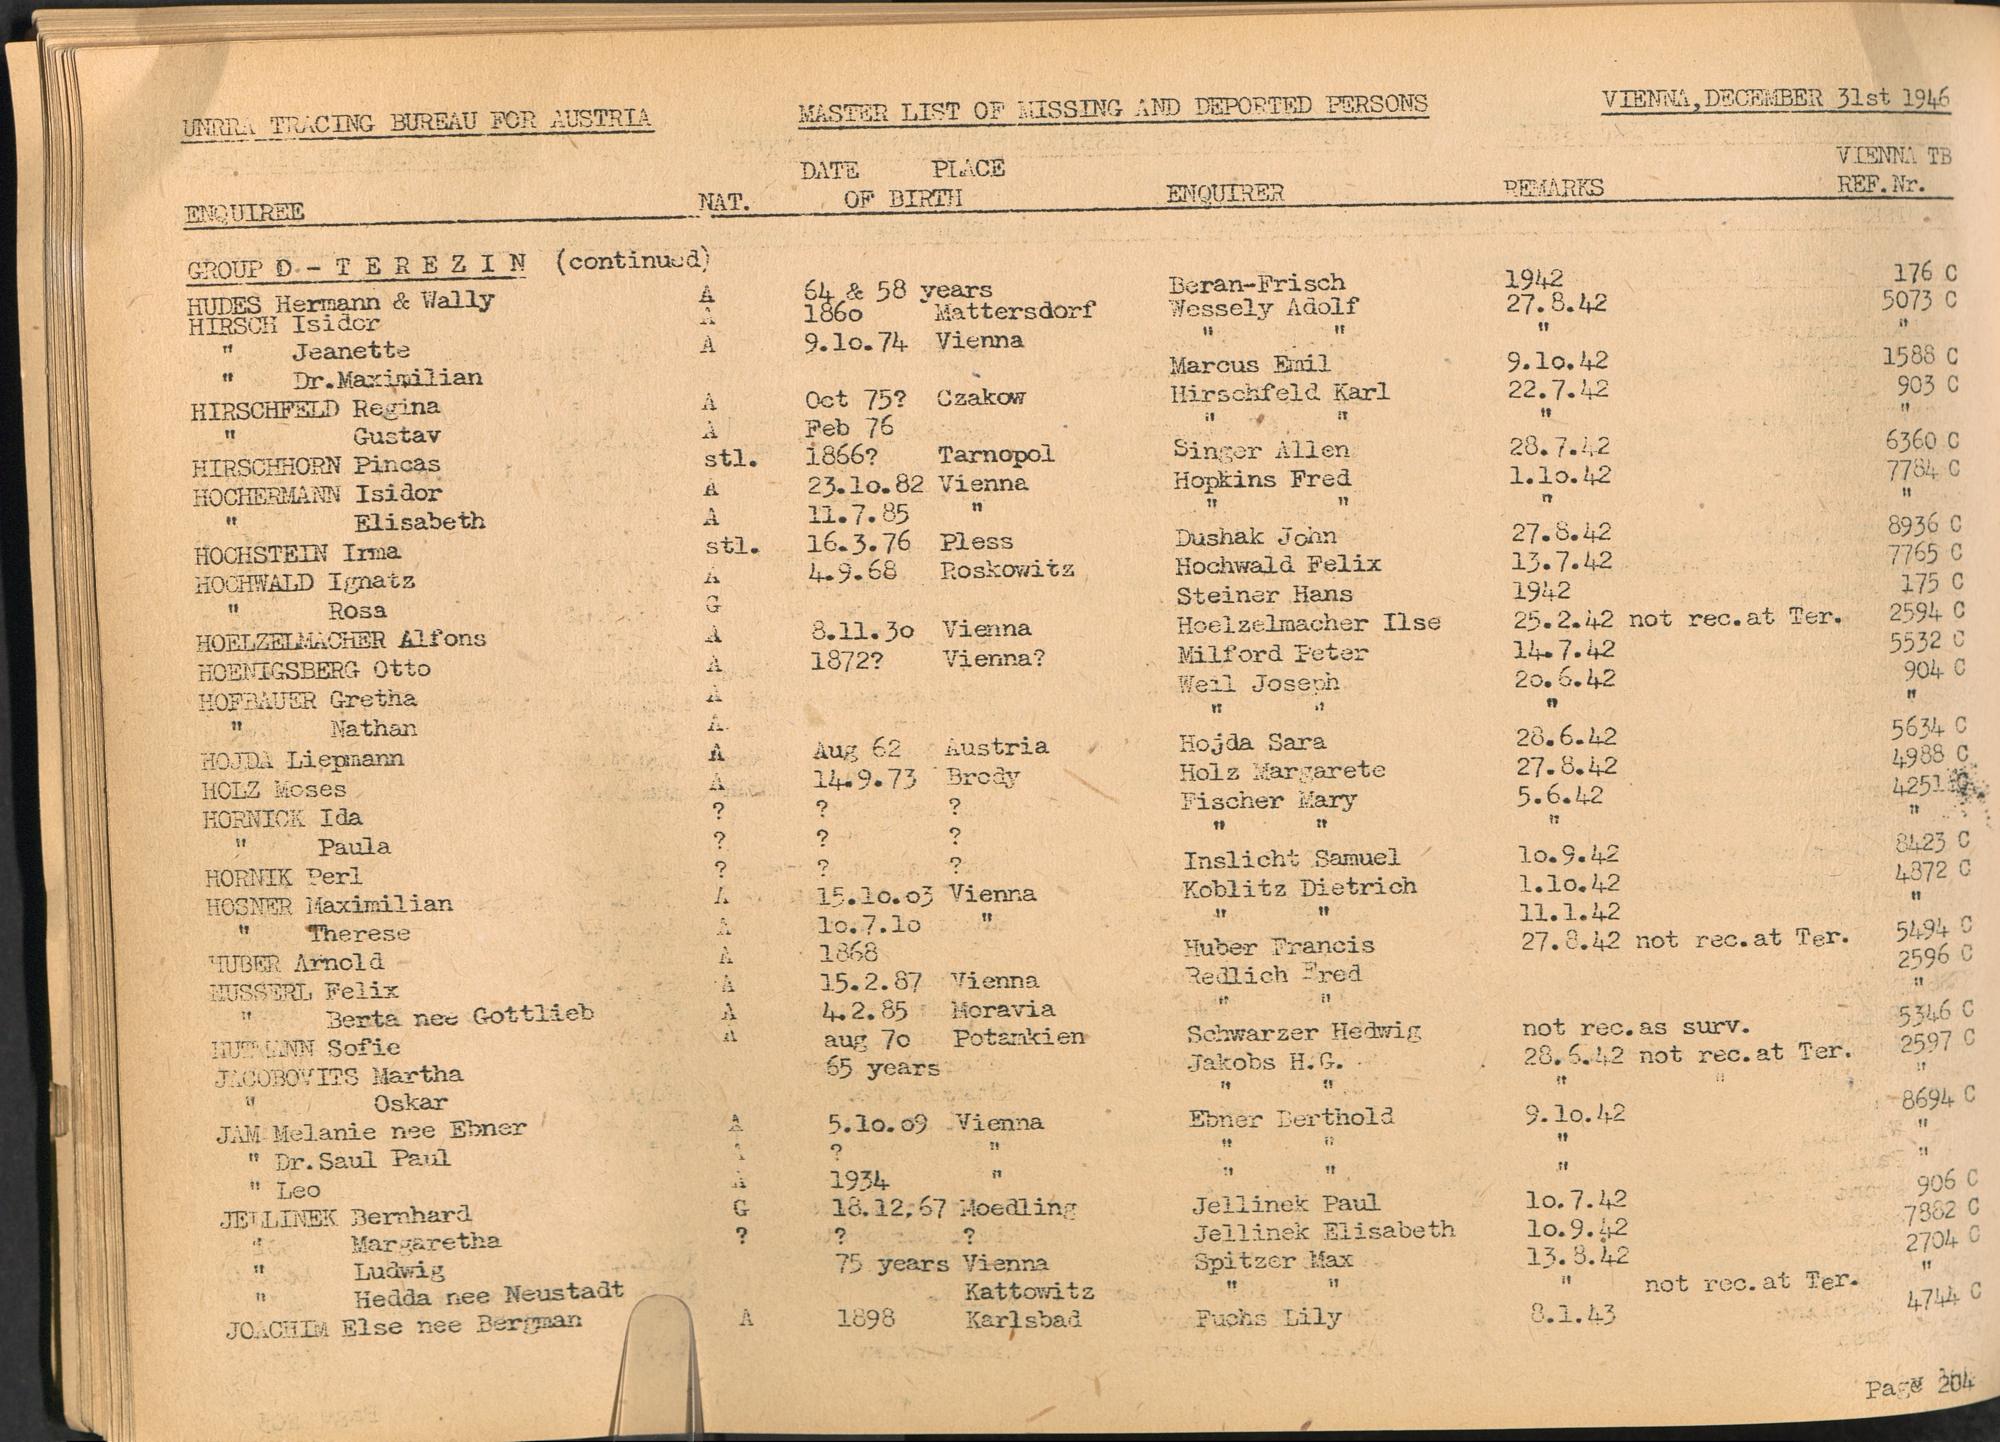 UNRRA TRACING BUREAU FOR AUSTRIA MASTER LIST OF MISSING AND DEPORTED PERSONS VIENNA, DECEMBER 31st 1946
DATE PLACE VIENNA TB
ENQUIREE NAT. OF BIRTH ENQUIRER REMARKS REF.Nr.
GROUP D - T E R E Z I N (continued)
HUDES Hermann & Wally A 64 & 58 years Beran-Frisch 1942 176 C
HIRSCH Isidor A 1860 Mattersdorf Wessely Adolf 27.8.42 5073 C
" Jeanette A 9.10.74 Vienna " " " "
" Dr.Maximilian Marcus Emil 9.10.42 1588 C
HIRSCHFELD Regina A Oct 75? Czakow Hirschfeld Karl 22.7.42 903 C
" Gustav A Feb 76 " " " "
HIRSCHHORN Pincas stl. 1866? Tarnopol Singer Allen 28.7.42 6360 C
HOCHERMANN Isidor A 23.10.82 Vienna Hopkins Fred 1.10.42 7784 C
" Elisabeth A 11.7.85 " " " " "
HOCHSTEIN Irma stl. 16.3.76 Pless Dushak John 27.8.42 8936 C
HOCHWALD Ignatz A 4.9.68 Roskowitz Hochwald Felix 13.7.42 7765 C
" Rosa G Steiner Hans 1942 175 C
HOELZELMACHER Alfons A 8.11.30 Vienna Hoelzelmacher Ilse 25.2.42 not rec.at Ter. 2594 C
HOENIGSBERG Otto A 1872? Vienna? Milford Peter 14.7.42 5532 C
HOFBAUER Gretha A Weil Joseph 20.6.42 904 C
" Nathan A " " " "
HOJDA Liepmann A Aug 62 Austria Hojda Sara 28.6.42 5634 C
HOLZ Moses A 14.9.73 Brody Holz Margarete 27.8.42 4988 C
HORNICK Ida ? ? ? Fischer Mary 5.6.42 4251 C
" Paula ? ? ? " " " "
HORNIK Perl ? ? ? Inslicht Samuel 10.9.42 8423 C
HOSNER Maximilian A 15.10.03 Vienna Koblitz Dietrich 1.10.42 4872 C
" Therese A 10.7.10 " " " 11.1.42 "
HUBER Arnold A 1868 Huber Francis 27.8.42 not rec.at Ter. 5494 C
HUSSERL Felix A 15.2.87 Vienna Redlich Fred 2596 C
" Berta nee Gottlieb A 4.2.85 Moravia " " "
HUTMANN Sofie A aug 70 Potamkien Schwarzer Hedwig not rec.as surv. 5346 C
JACOBOVITS Martha 65 years Jakobs H.G. 28.6.42 not rec.at Ter. 2597 C
" Oskar " " " " "
JAM Melanie nee Ebner A 5.10.09 Vienna Ebner Berthold 9.10.42 8694 C
" Dr.Saul Paul A ? " " " " "
" Leo A 1934 " " " " "
JELLINEK Bernhard G 18.12.67 Moedling Jellinek Paul 10.7.42 906 C
" Margaretha ? ? ? Jellinek Elisabeth 10.9.42 7882 C
" Ludwig 75 years Vienna Spitzer Max 13.8.42 2704 C
" Hedda nee Neustadt Kattowitz " " " not rec.at Ter. "
JOACHIM Else nee Bergman A 1898 Karlsbad Fuchs Lily 8.1.43 4744 C
Page 204